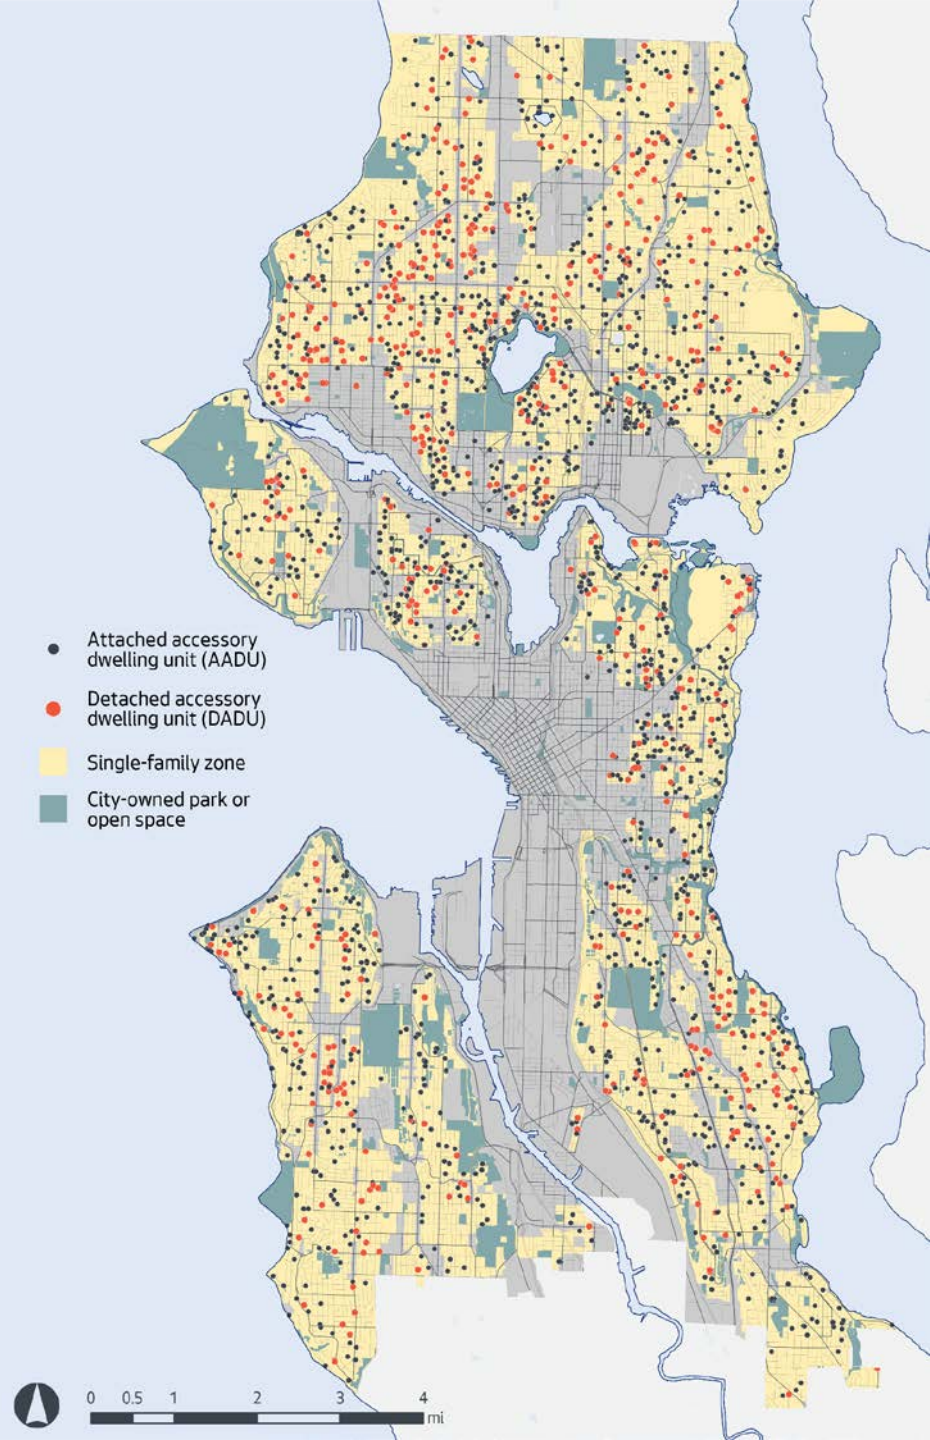 Attached accessory
dwelling unit (AADU)
Detached accessory
dwelling unit (DADU)
Single-family zone
City-owned park or
open space
0 0.5 1 2 3 4
mi